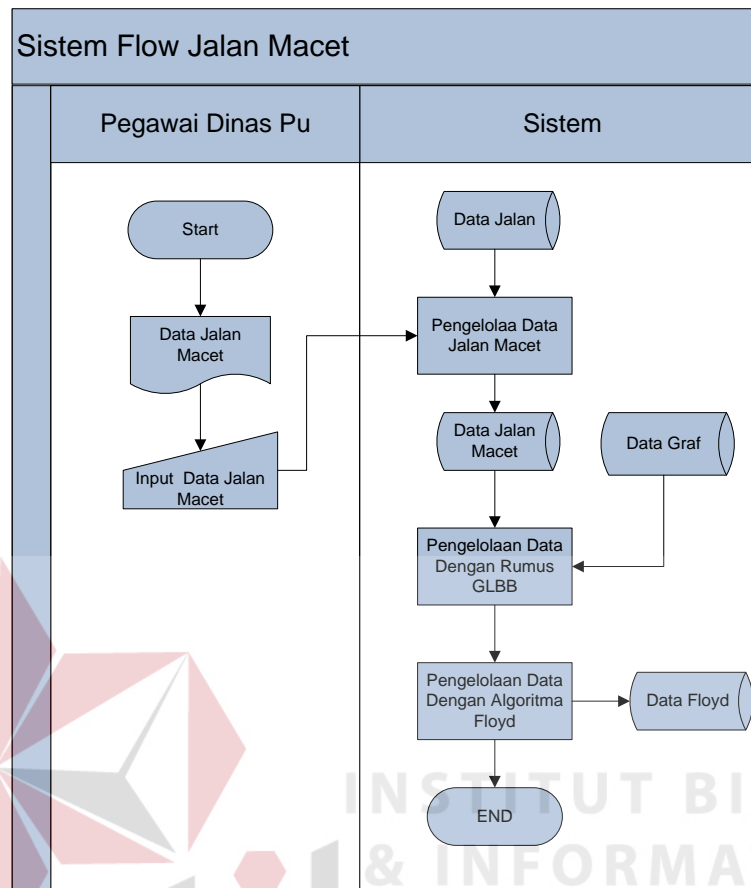 Sistem Flow Jalan Macet
Pegawai Dinas Pu
Sistem
Start
Data Jalan
Macet
Input Data Jalan
Macet
Data Jalan
Pengelolaa Data
Jalan Macet
Data Jalan
Macet
Data Graf
Pengelolaan Data
Dengan Rumus
GLBB
Pengelolaan Data
Dengan Algoritma
Floyd
Data Floyd
END
INSTITUT BI
& INFORMA